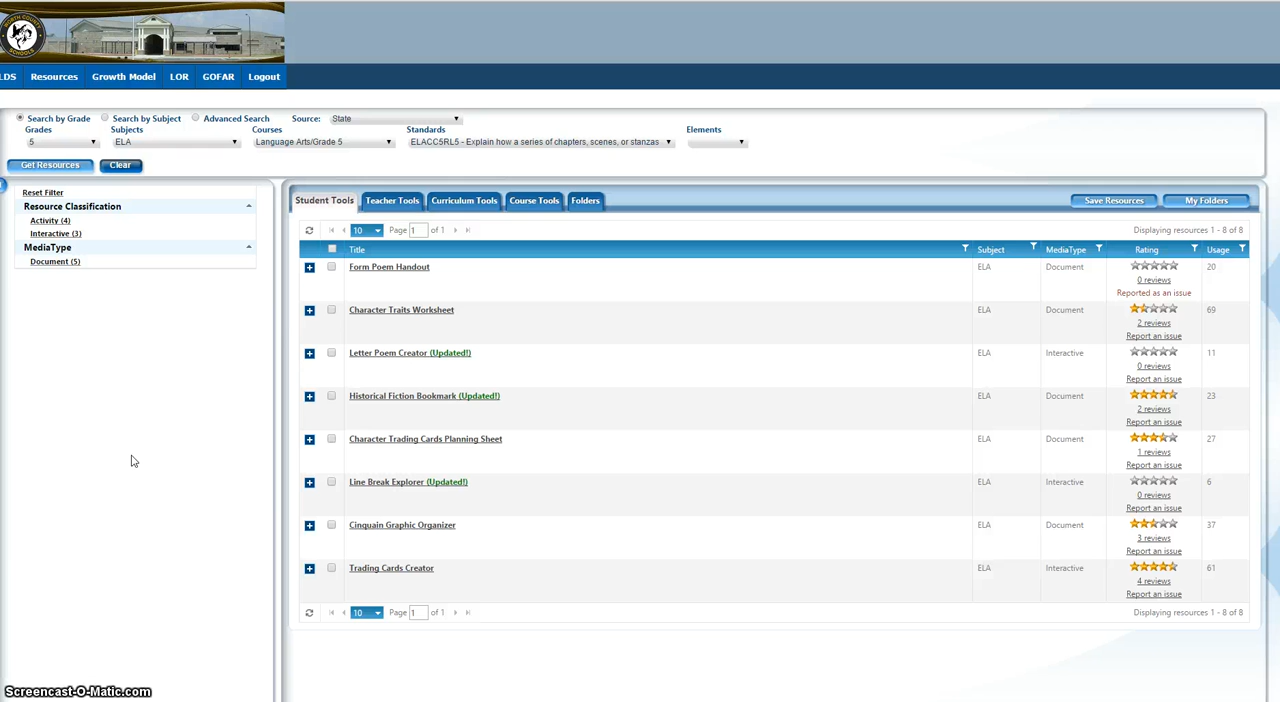 NORTH COUNTY SCHOOLS
LDS Resources Growth Model LOR GOFAR Logout
Search by Grade Search by Subject Advanced Search Source: State
Grades Subjects Courses Standards Elements
5 ELA Language Arts/Grade 5 ELACC5RL5 - Explain how a series of chapters, scenes, or stanzas
Get Resources Clear
Reset Filter
Resource Classification
Activity (4)
Interactive (3)
MediaType
Document (5)
Student Tools Teacher Tools Curriculum Tools Course Tools Folders Save Resources My Folders
10 Page 1 of 1 Displaying resources 1 - 8 of 8
Title Subject MediaType Rating Usage
Form Poem Handout ELA Document 20
0 reviews
Reported as an issue
Character Traits Worksheet ELA Document 69
2 reviews
Report an issue
Letter Poem Creator (Updated!) ELA Interactive 11
0 reviews
Report an issue
Historical Fiction Bookmark (Updated!) ELA Document 23
2 reviews
Report an issue
Character Trading Cards Planning Sheet ELA Document 27
1 reviews
Report an issue
Line Break Explorer (Updated!) ELA Interactive 6
0 reviews
Report an issue
Cinquain Graphic Organizer ELA Document 37
3 reviews
Report an issue
Trading Cards Creator ELA Interactive 61
4 reviews
Report an issue
10 Page 1 of 1 Displaying resources 1 - 8 of 8
Screencast-O-Matic.com